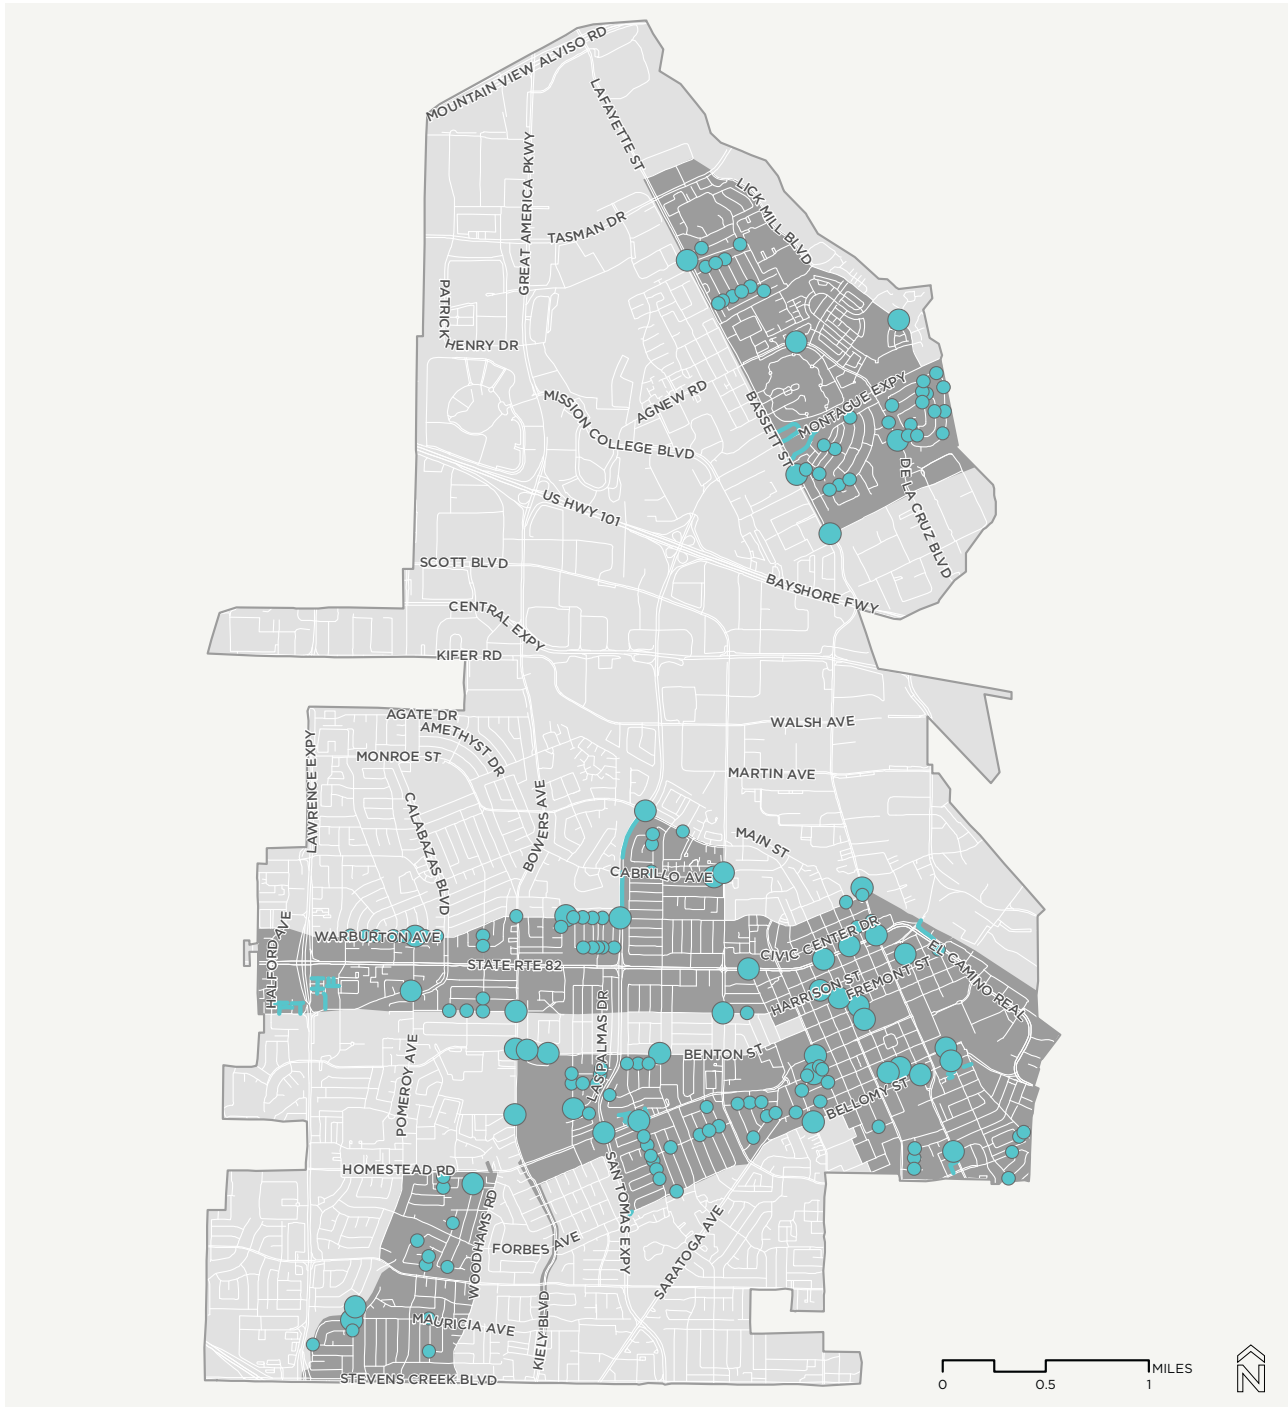 MOUNTAIN VIEW ALVISO RD
LAFAYETTE ST
GREAT AMERICA PKWY
LICK MILL BLVD
TASMAN DR
PATRICK
HENRY DR
AGNEW RD
MONTAGUE EXPY
BASSETT ST
MISSION COLLEGE BLVD
DE LA CRUZ BLVD
US HWY 101
SCOTT BLVD
BAYSHORE FWY
CENTRAL EXPY
KIFER RD
AGATE DR
WALSH AVE
AMETHYST DR
LAWRENCE EXPY
MONROE ST
MARTIN AVE
CALABAZAS BLVD
BOWERS AVE
MAIN ST
CABRILLO AVE
HALFORD AVE
WARBURTON AVE
CIVIC CENTER DR
STATE RTE 82
EL CAMINO REAL
HARRISON ST
FREMONT ST
LAS PALMAS DR
POMEROY AVE
BENTON ST
BELLOMY ST
HOMESTEAD RD
SAN TOMAS EXPY
WOODHAMS RD
FORBES AVE
SARATOGA AVE
MAURICIA AVE
KIELY BLVD
STEVENS CREEK BLVD
MILES
0 0.5 1
N